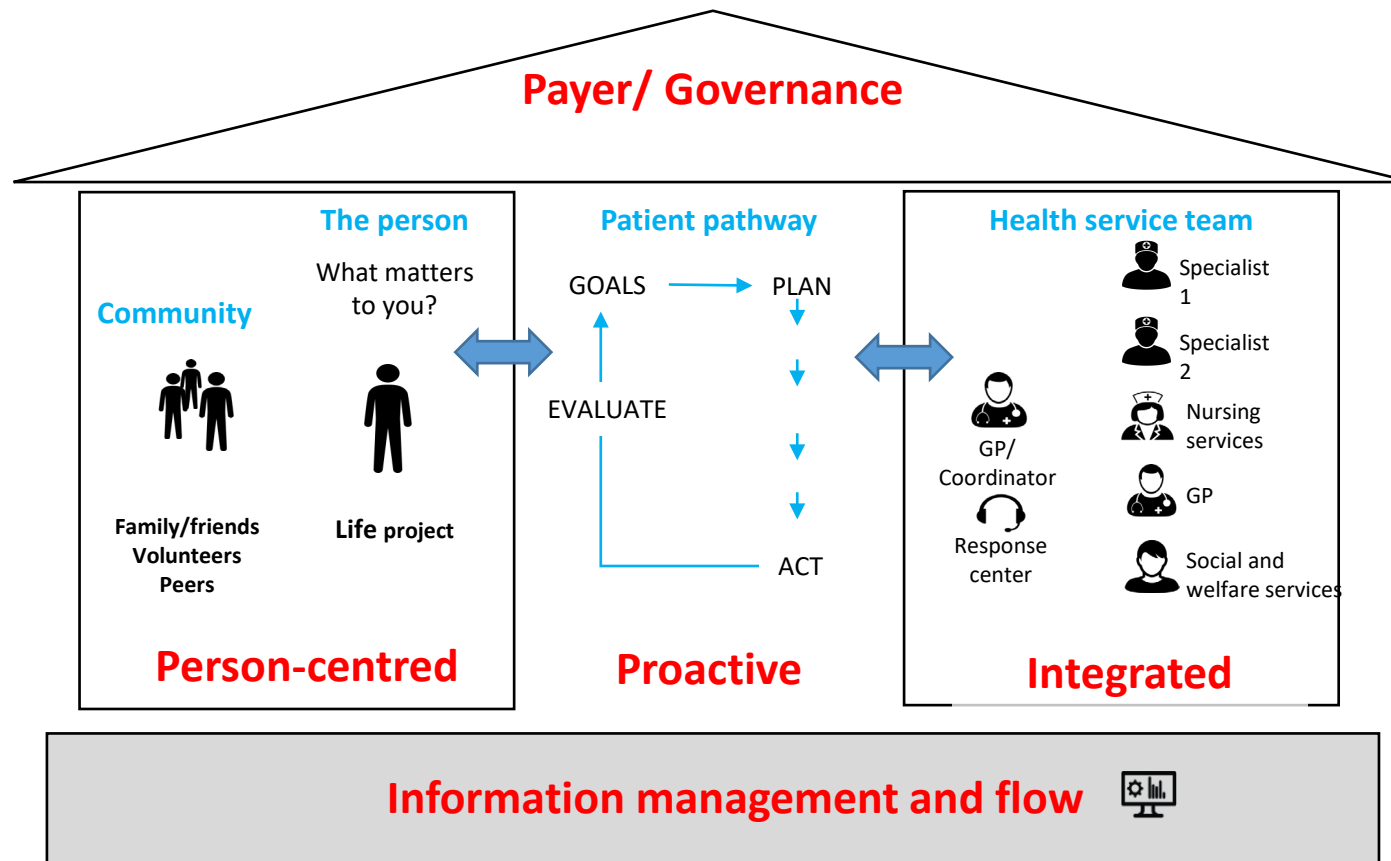 Payer/ Governance
The person
What matters
to you?
Community
Family/friends
Volunteers
Peers
Life project
Person-centred
Patient pathway
GOALS
PLAN
EVALUATE
ACT
Proactive
Health service team
GP/
Coordinator
Response
center
Specialist
1
Specialist
2
Nursing
services
GP
Social and
welfare services
Integrated
Information management and flow